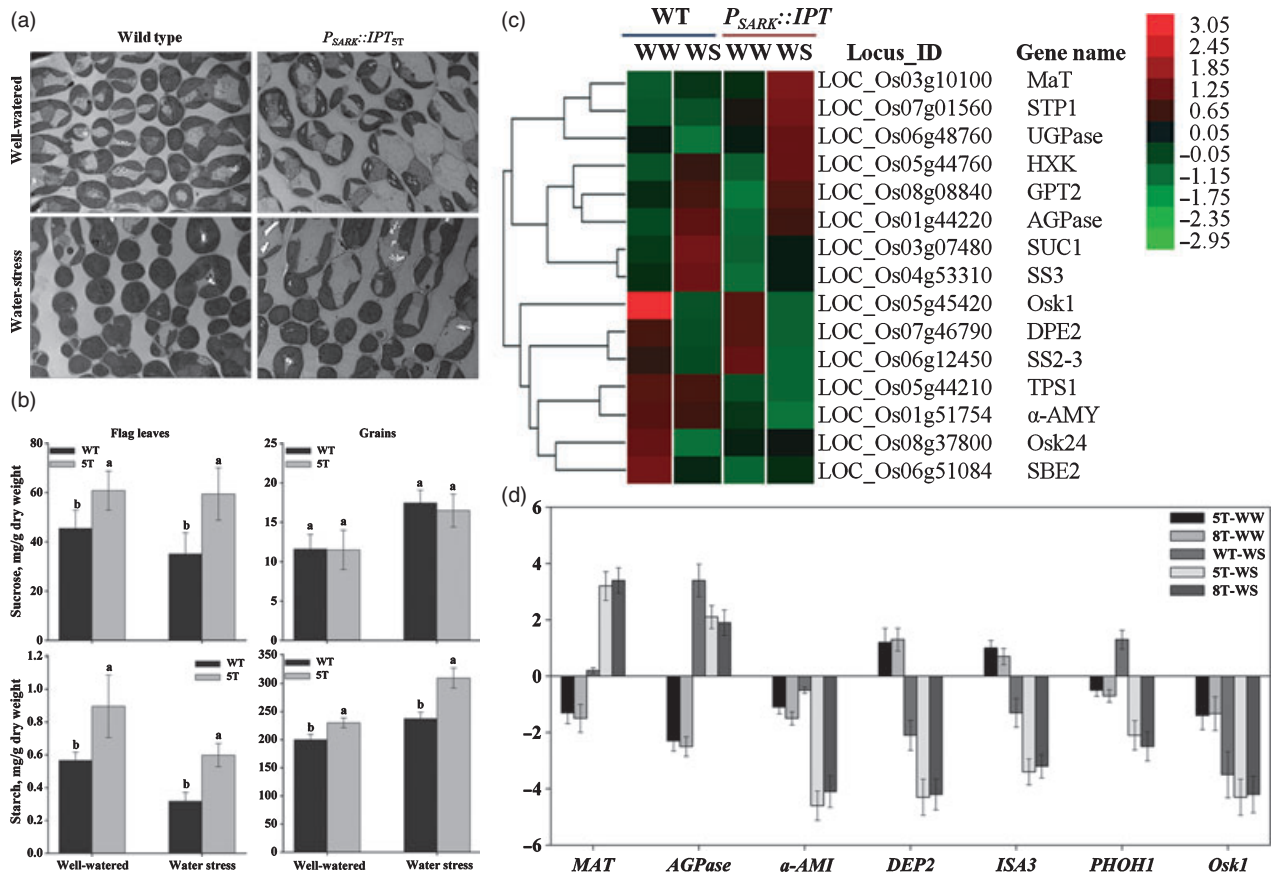 (a)
Wild type
P_SARK::IPT_5T
Well-watered
Water-stress
(b)
Flag leaves
Grains
Sucrose, mg/g dry weight
80
60
40
20
0
WT
5T
b
a
b
a
25
20
15
10
5
0
WT
5T
a
a
a
a
Starch, mg/g dry weight
1.2
1.0
0.8
0.6
0.4
0.2
0.0
WT
5T
b
a
b
a
Well-watered
Water stress
350
300
250
200
150
100
50
0
WT
5T
b
a
b
a
Well-watered
Water stress
(c)
WT P_SARK::IPT
WW WS WW WS Locus_ID Gene name
LOC_Os03g10100 MaT
LOC_Os07g01560 STP1
LOC_Os06g48760 UGPase
LOC_Os05g44760 HXK
LOC_Os08g08840 GPT2
LOC_Os01g44220 AGPase
LOC_Os03g07480 SUC1
LOC_Os04g53310 SS3
LOC_Os05g45420 Osk1
LOC_Os07g46790 DPE2
LOC_Os06g12450 SS2-3
LOC_Os05g44210 TPS1
LOC_Os01g51754 α-AMY
LOC_Os08g37800 Osk24
LOC_Os06g51084 SBE2
3.05
2.45
1.85
1.25
0.65
0.05
–0.05
–1.15
–1.75
–2.35
–2.95
(d)
6
4
2
0
−2
−4
−6
5T-WW
8T-WW
WT-WS
5T-WS
8T-WS
MAT AGPase α-AMI DEP2 ISA3 PHOH1 Osk1